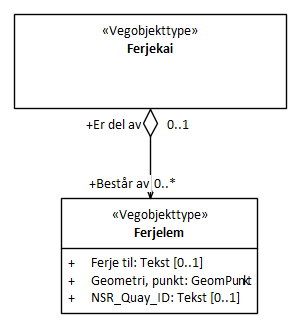 «Vegobjekttype»
Ferjekai
+Er del av 0..1
+Består av 0..*
«Vegobjekttype»
Ferjelem
+ Ferje til: Tekst [0..1]
+ Geometri, punkt: GeomPunkt
+ NSR_Quay_ID: Tekst [0..1]